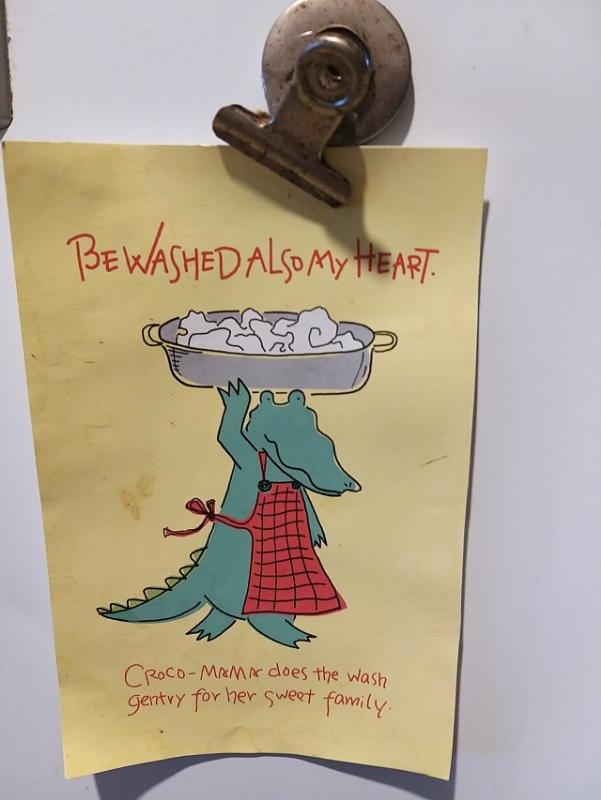 BE WASHED ALSO MY HEART.
CROCO-MAMA does the wash
gentry for her sweet family.